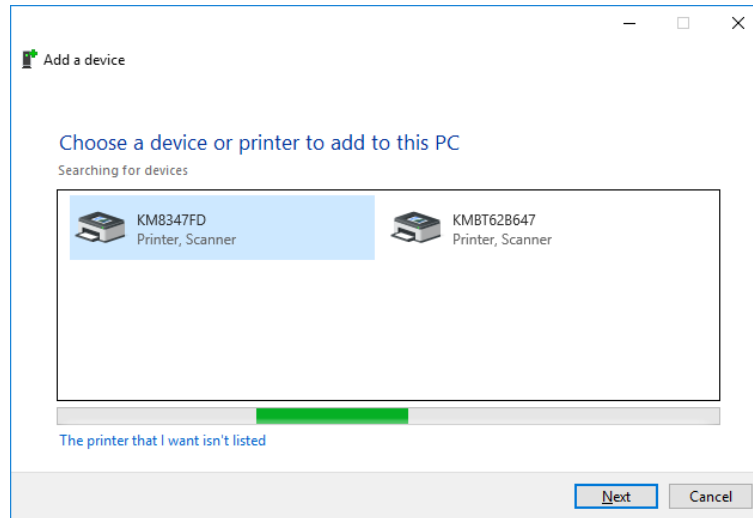 Add a device
Choose a device or printer to add to this PC
Searching for devices
KM8347FD
Printer, Scanner
KMBT62B647
Printer, Scanner
The printer that I want isn't listed
Next
Cancel